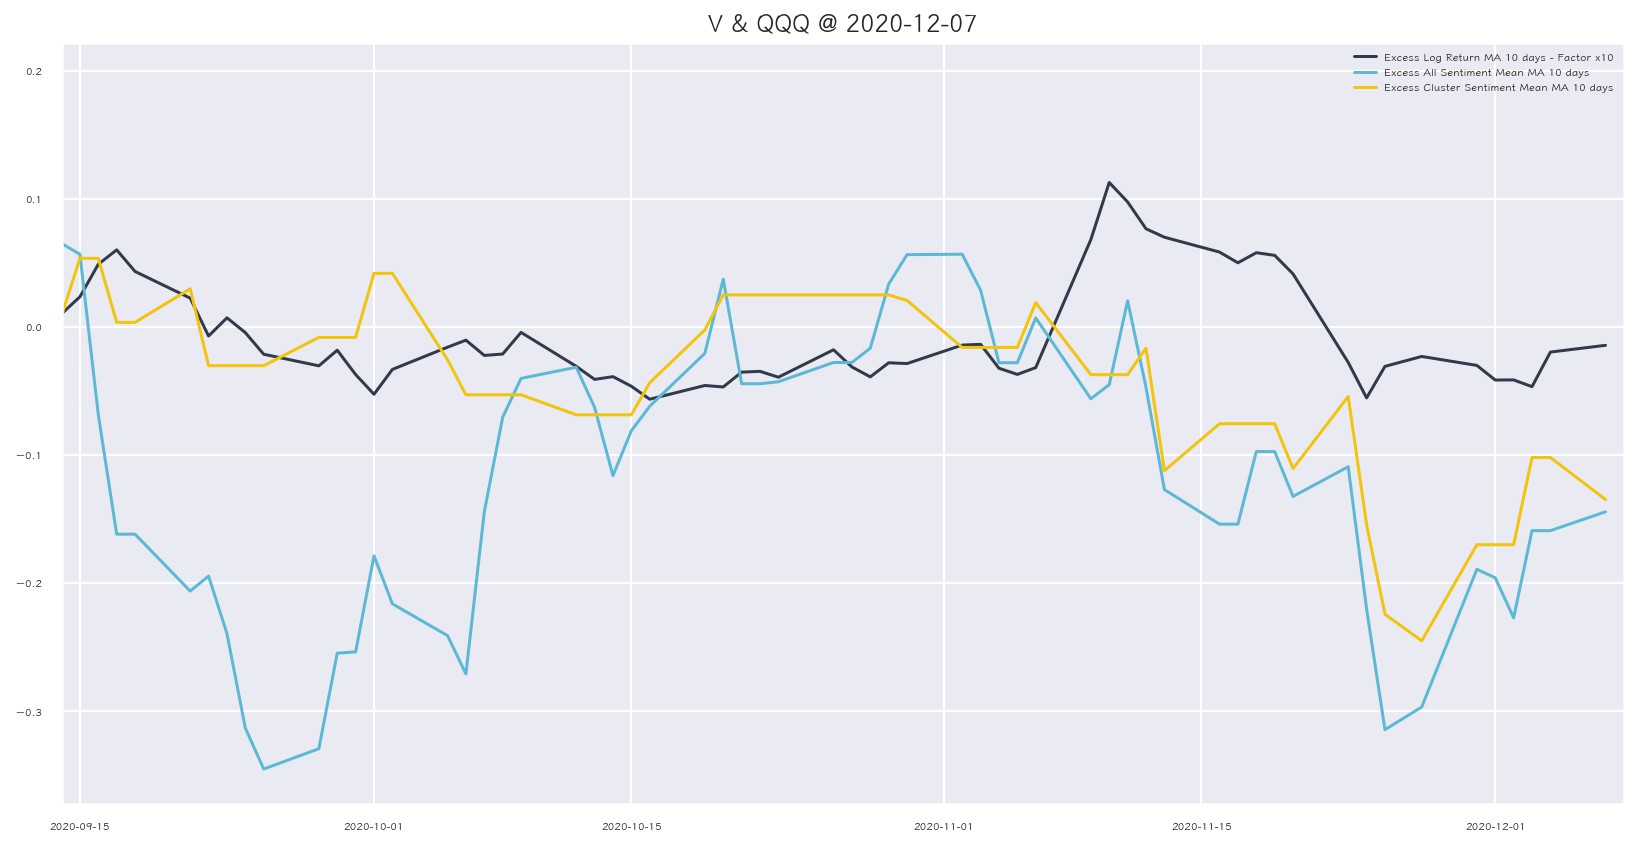 V & QQQ @ 2020-12-07
Excess Log Return MA 10 days - Factor x10
Excess All Sentiment Mean MA 10 days
Excess Cluster Sentiment Mean MA 10 days
0.2
0.1
0.0
−0.1
−0.2
−0.3
2020-09-15 2020-10-01 2020-10-15 2020-11-01 2020-11-15 2020-12-01